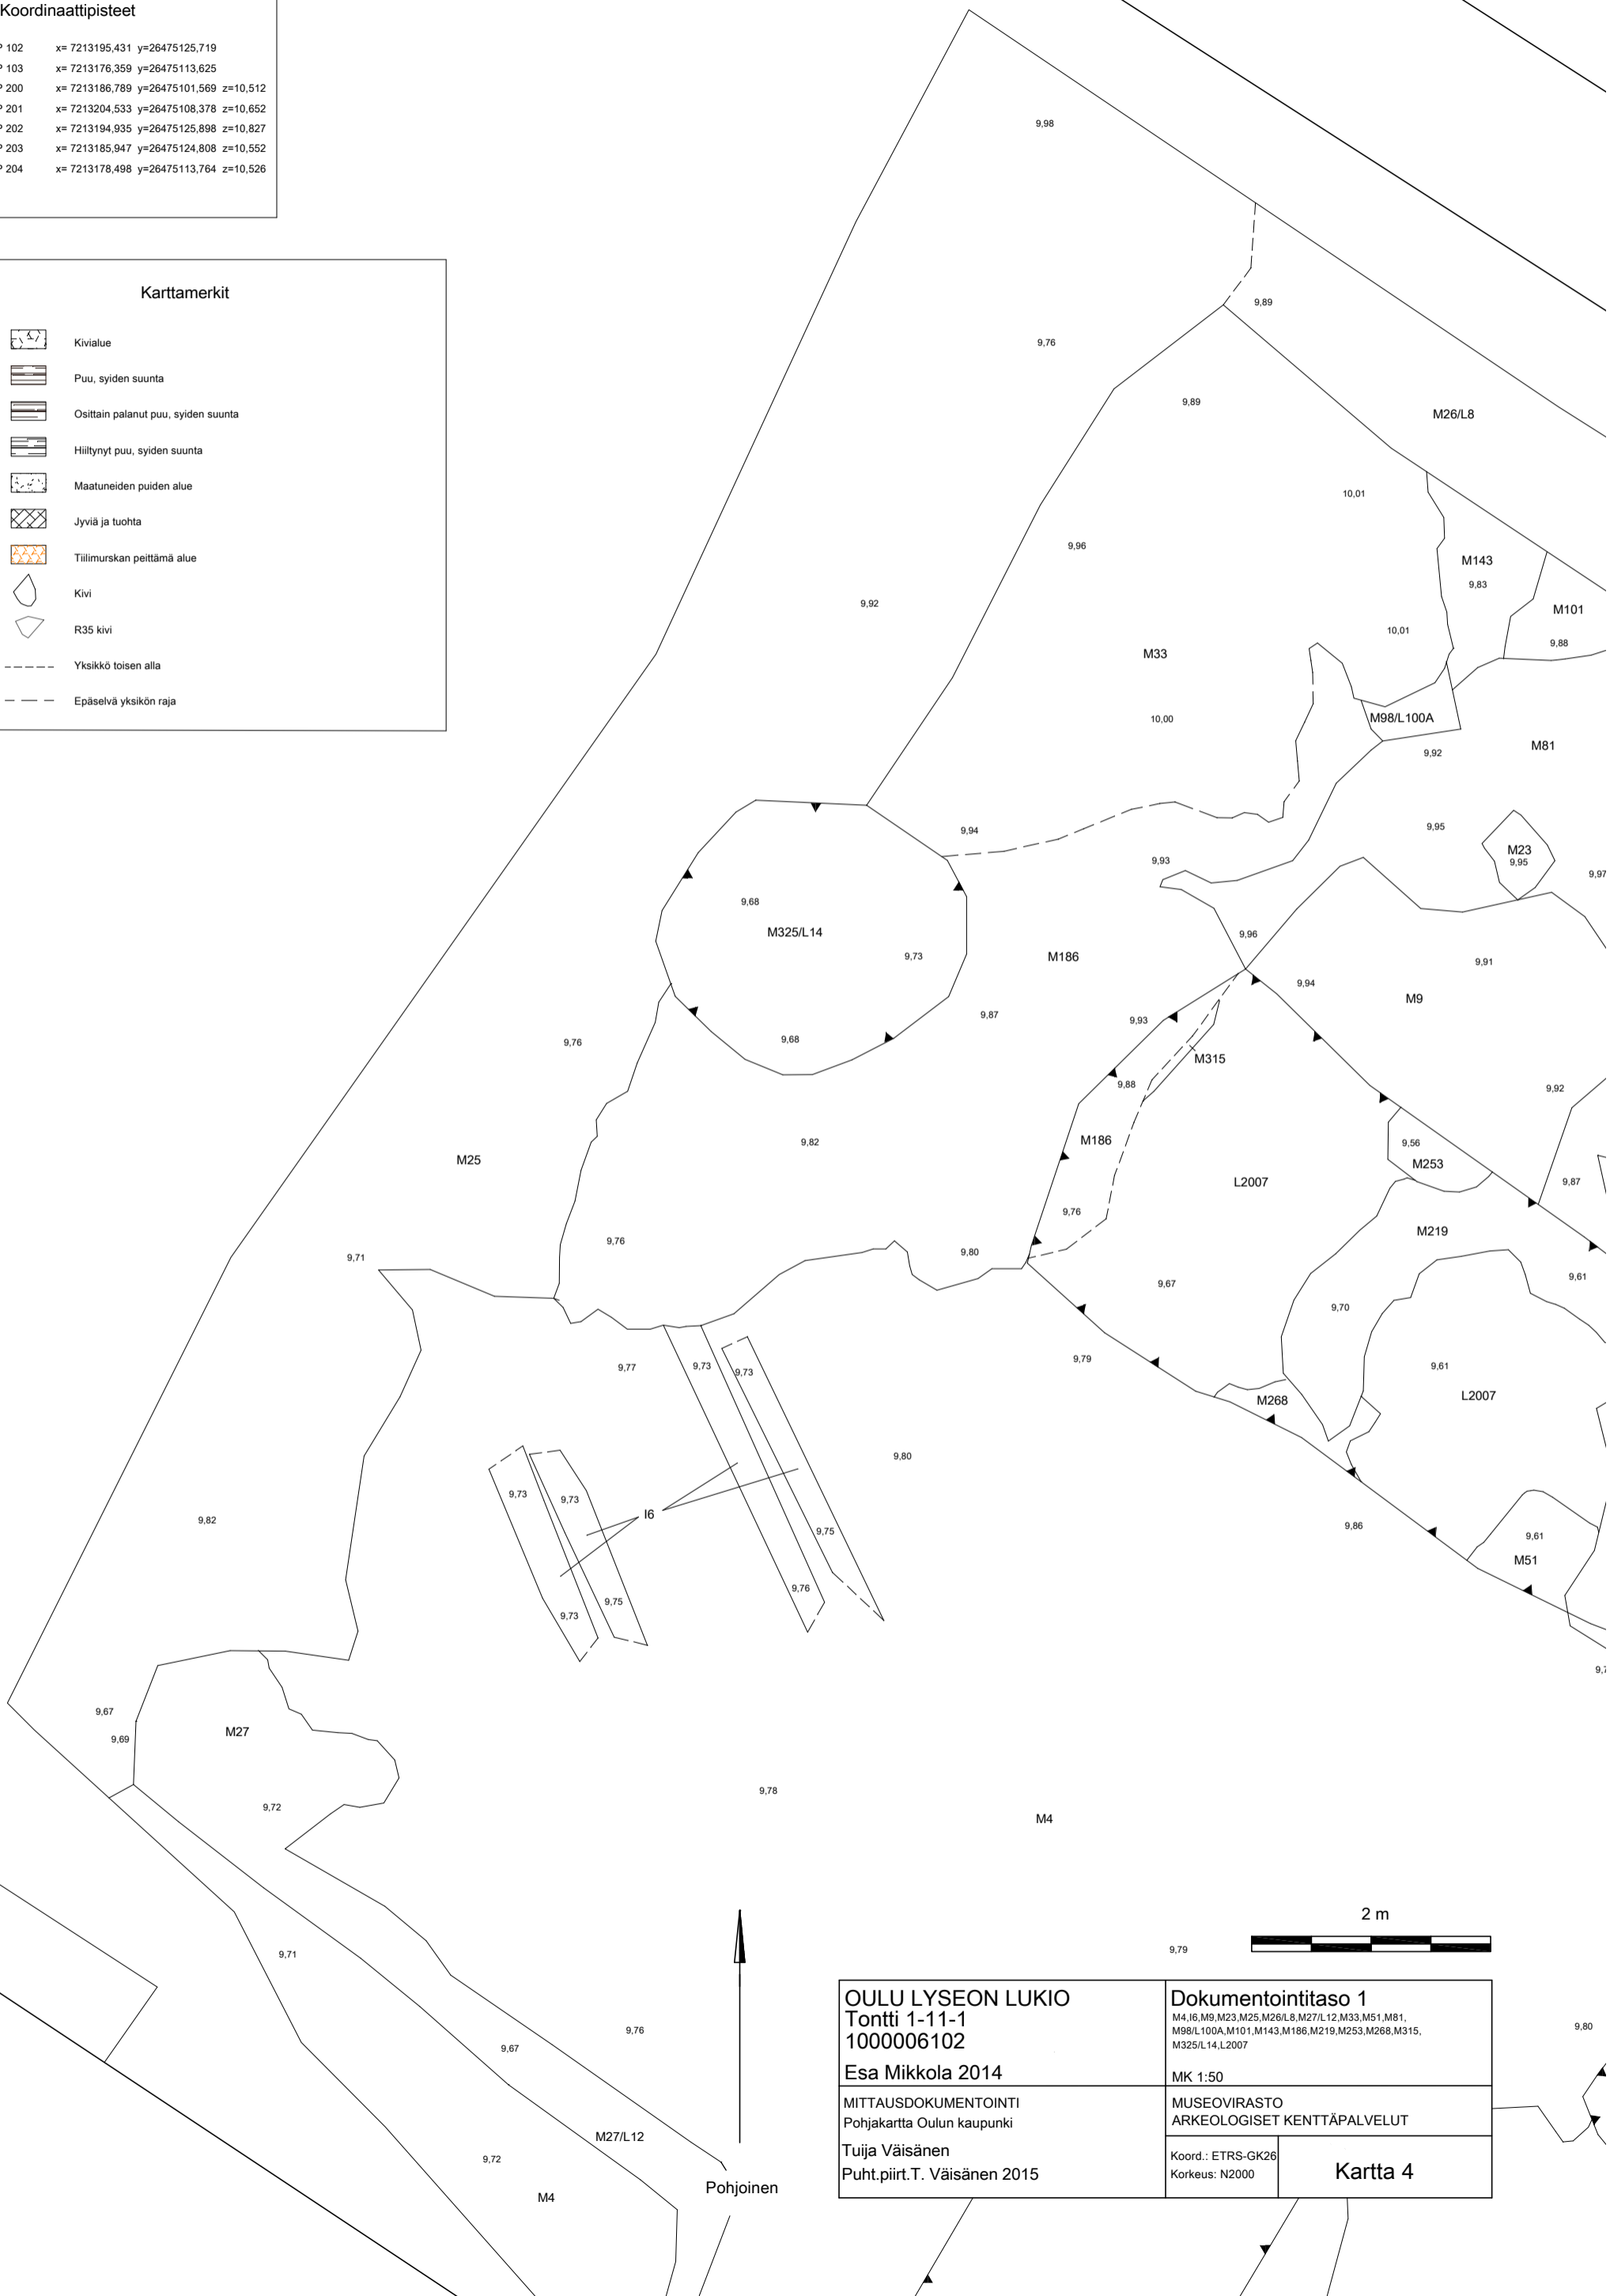 Koordinaattipisteet
P 102 x= 7213195,431 y=26475125,719
P 103 x= 7213176,359 y=26475113,625
P 200 x= 7213186,789 y=26475101,569 z=10,512
P 201 x= 7213204,533 y=26475108,378 z=10,652
P 202 x= 7213194,935 y=26475125,898 z=10,827
P 203 x= 7213185,947 y=26475124,808 z=10,552
P 204 x= 7213178,498 y=26475113,764 z=10,526
Karttamerkit
Kivialue
Puu, syiden suunta
Osittain palanut puu, syiden suunta
Hiiltynyt puu, syiden suunta
Maatuneiden puiden alue
Jyviä ja tuohta
Tiilimurskan peittämä alue
Kivi
R35 kivi
Yksikkö toisen alla
Epäselvä yksikön raja
9,98
9,89
9,76
9,89
M26/L8
10,01
9,96
M143
9,83
9,92
M101
10,01
9,88
M33
10,00
M98/L100A
9,92
M81
9,94
9,95
M23
9,95
9,93
9,97
9,68
M325/L14
9,96
9,73
M186
9,91
9,94
M9
9,87
9,93
9,68
9,76
M315
9,88
9,92
9,82
M186
9,56
M25
M253
L2007
9,87
9,76
M219
9,76
9,80
9,71
9,61
9,67
9,70
9,79
9,77
9,73
9,73
9,61
L2007
M268
9,80
9,73
9,73
I6
9,82
9,86
9,75
9,61
M51
9,76
9,75
9,73
9,67
M27
9,69
9,78
9,72
M4
2 m
9,71
9,79
9,76
9,80
9,67
M27/L12
9,72
M4
Pohjoinen
OULU LYSEON LUKIO
Tontti 1-11-1
1000006102
Esa Mikkola 2014
Dokumentointitaso 1
M4,I6,M9,M23,M25,M26/L8,M27/L12,M33,M51,M81,
M98/L100A,M101,M143,M186,M219,M253,M268,M315,
M325/L14,L2007
MK 1:50
MITTAUSDOKUMENTOINTI
Pohjakartta Oulun kaupunki
Tuija Väisänen
Puht.piirt.T. Väisänen 2015
MUSEOVIRASTO
ARKEOLOGISET KENTTÄPALVELUT
Koord.: ETRS-GK26
Korkeus: N2000
Kartta 4